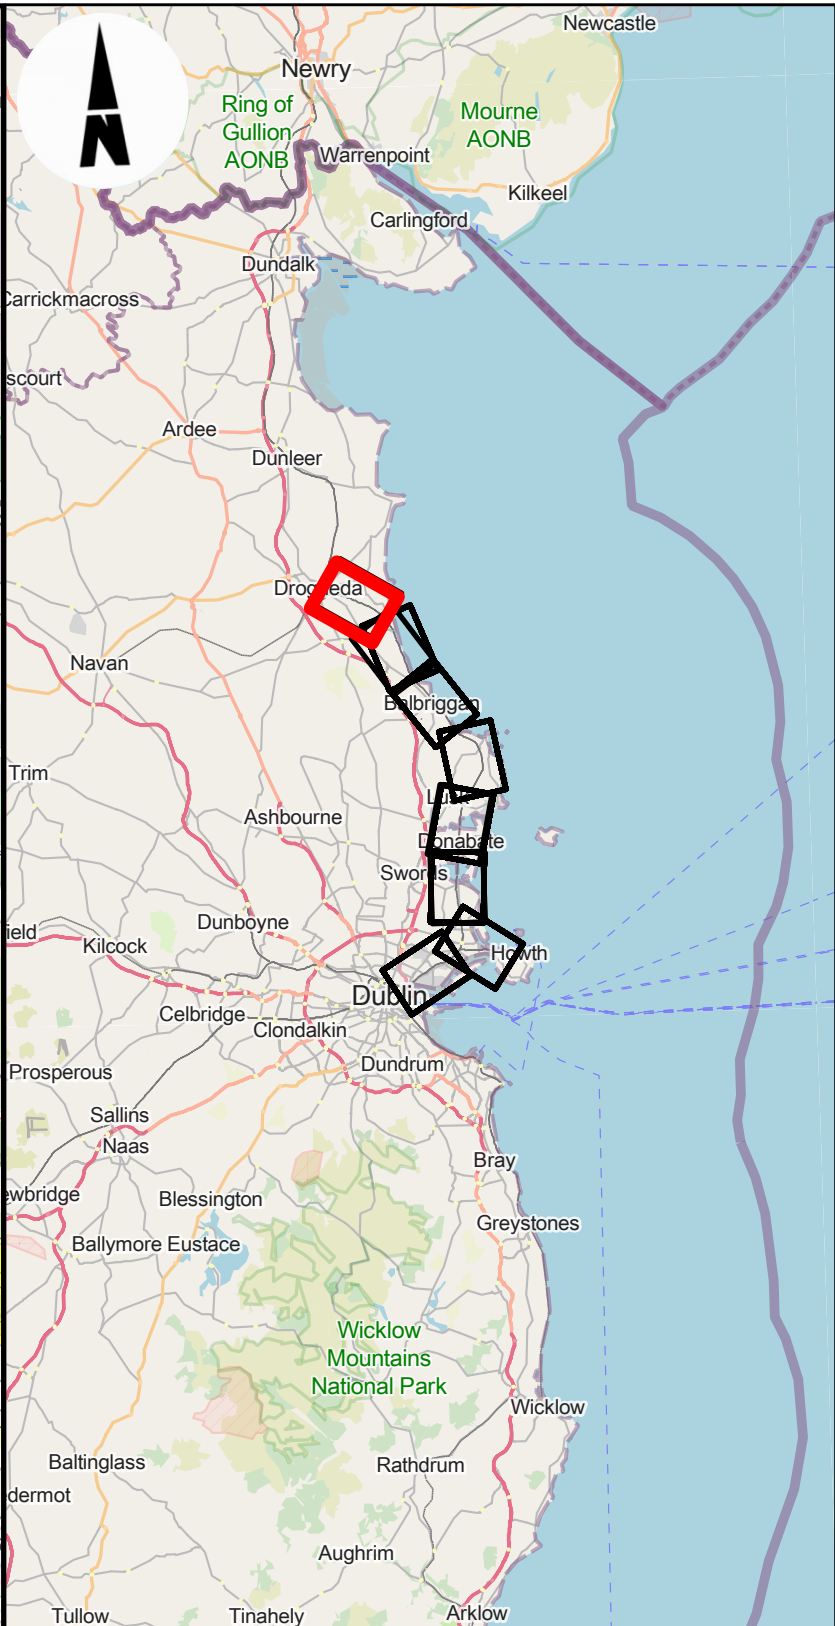 Newcastle
Newry
Ring of
Gullion
AONB
Mourne
AONB
N
Warrenpoint
Kilkeel
Carlingford
Dundalk
Carrickmacross
scourt
Ardee
Dunleer
Drogheda
Navan
Balbriggan
Trim
Lusk
Ashbourne
Donabate
Swords
Dunboyne
ield
Kilcock
Howth
Dublin
Celbridge
Clondalkin
Dundrum
Prosperous
Sallins
Naas
Bray
ewbridge
Blessington
Greystones
Ballymore Eustace
Wicklow
Mountains
National Park
Wicklow
Baltinglass
Rathdrum
dermot
Aughrim
Tullow
Tinahely
Arklow